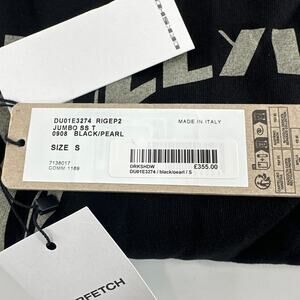 DU01E3274 RIGEP2
JUMBO SS T
0908 BLACK/PEARL
SIZE S
7138017
COMM 1169
MADE IN ITALY
DRKSHDW £355.00
DU01E3274 / black/pearl / S
RFETCH